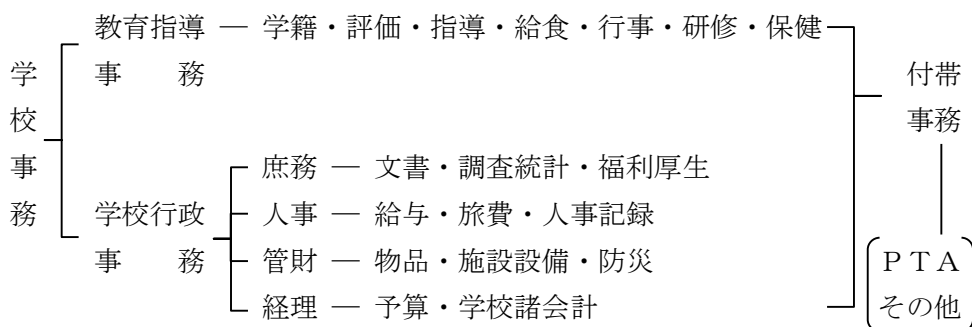 学校事務
教育指導事務 ― 学籍・評価・指導・給食・行事・研修・保健
学校行政事務
庶務 ― 文書・調査統計・福利厚生
人事 ― 給与・旅費・人事記録
管財 ― 物品・施設設備・防災
経理 ― 予算・学校諸会計
付帯事務
ＰＴＡ
その他